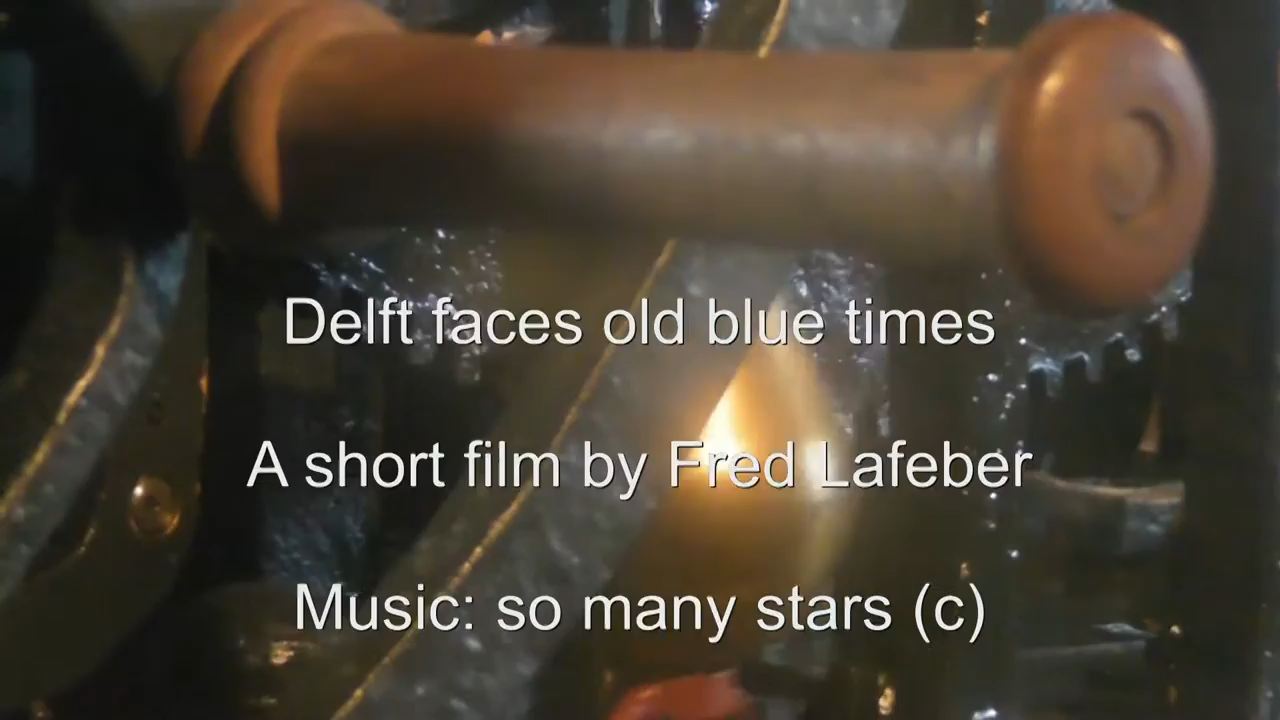 Delft faces old blue times
A short film by Fred Lafeber
Music: so many stars (c)